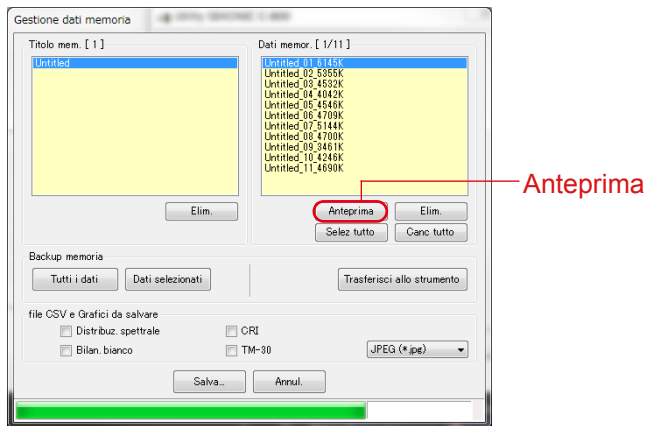 Gestione dati memoria
Titolo mem. [ 1 ]
Untitled
Elim.
Dati memor. [ 1/11 ]
Untitled_01_6145K
Untitled_02_5355K
Untitled_03_4532K
Untitled_04_4042K
Untitled_05_4546K
Untitled_06_4709K
Untitled_07_5144K
Untitled_08_4700K
Untitled_09_3461K
Untitled_10_4246K
Untitled_11_4690K
Anteprima Elim.
Selez tutto Canc tutto
Anteprima
Backup memoria
Tutti i dati Dati selezionati Trasferisci allo strumento
file CSV e Grafici da salvare
Distribuz. spettrale CRI
Bilan. bianco TM-30 JPEG (*.jpg)
Salva... Annul.